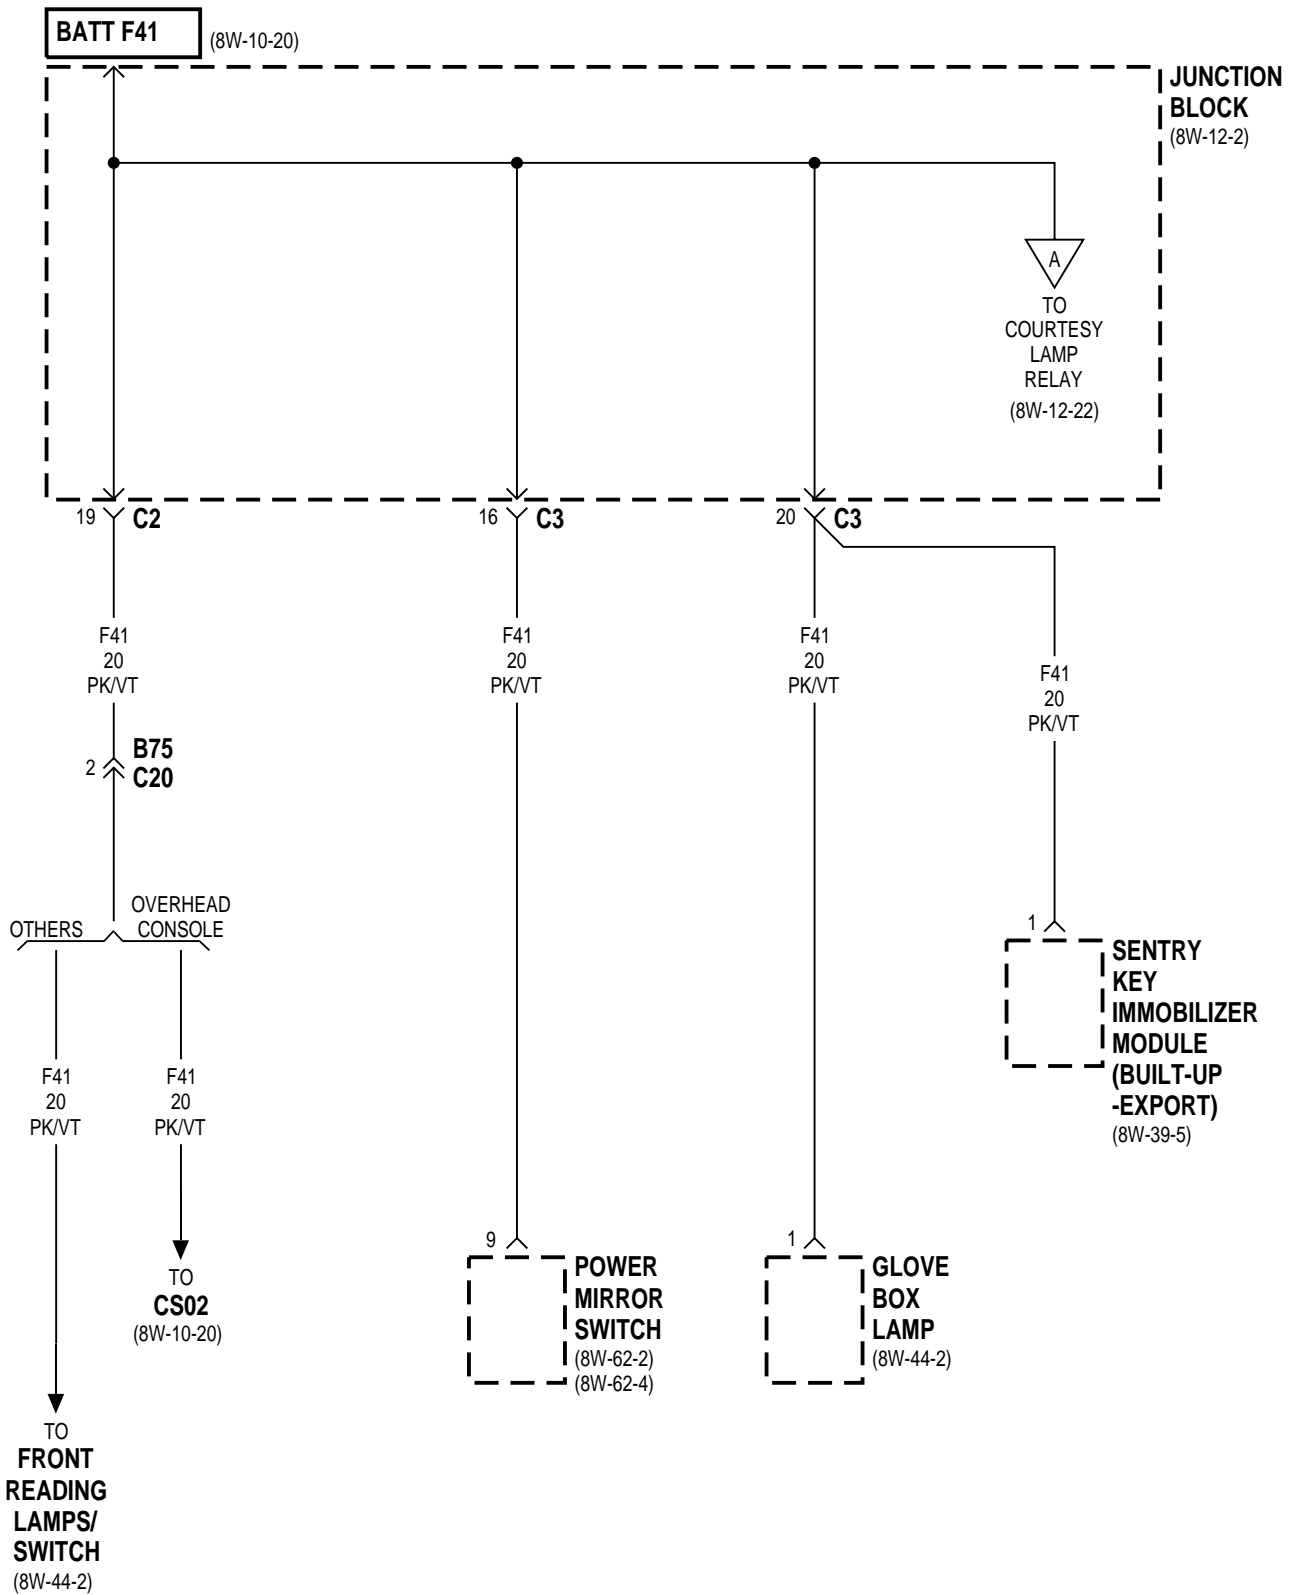 BATT F41
(8W-10-20)
JUNCTION
BLOCK
(8W-12-2)
A
TO
COURTESY
LAMP
RELAY
(8W-12-22)
19 C2
16 C3
20 C3
F41
20
PK/VT
F41
20
PK/VT
F41
20
PK/VT
F41
20
PK/VT
2
B75
C20
OTHERS
OVERHEAD
CONSOLE
1
SENTRY
KEY
IMMOBILIZER
MODULE
(BUILT-UP
-EXPORT)
(8W-39-5)
F41
20
PK/VT
F41
20
PK/VT
TO
CS02
(8W-10-20)
9
POWER
MIRROR
SWITCH
(8W-62-2)
(8W-62-4)
1
GLOVE
BOX
LAMP
(8W-44-2)
TO
FRONT
READING
LAMPS/
SWITCH
(8W-44-2)